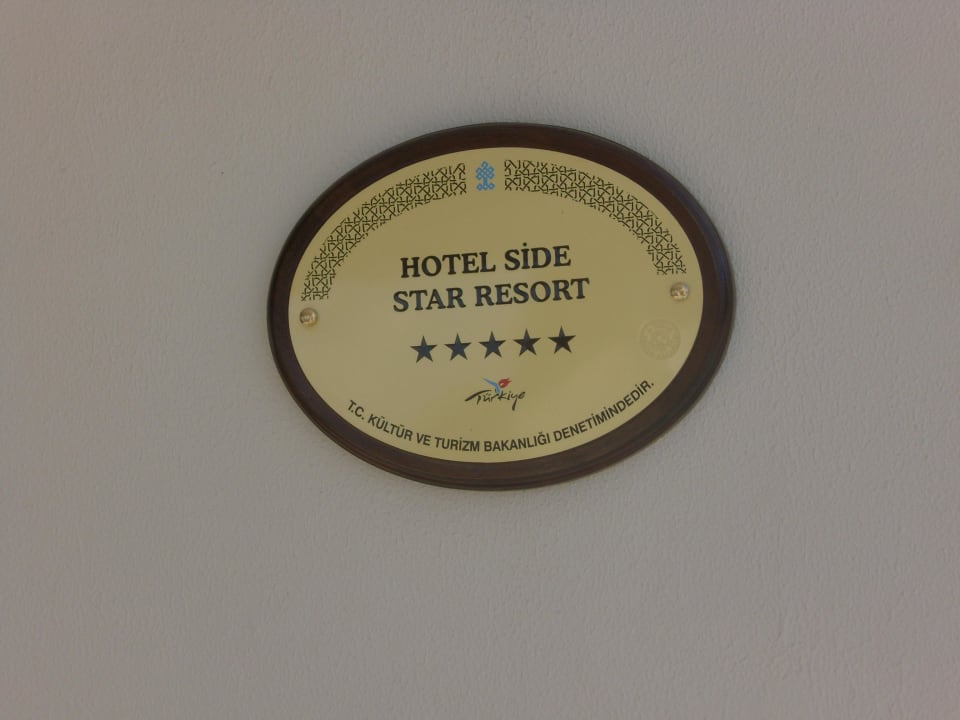 HOTEL SİDE
STAR RESORT
Türkiye
T.C. KÜLTÜR VE TURİZM BAKANLIĞI DENETİMİNDEDİR.